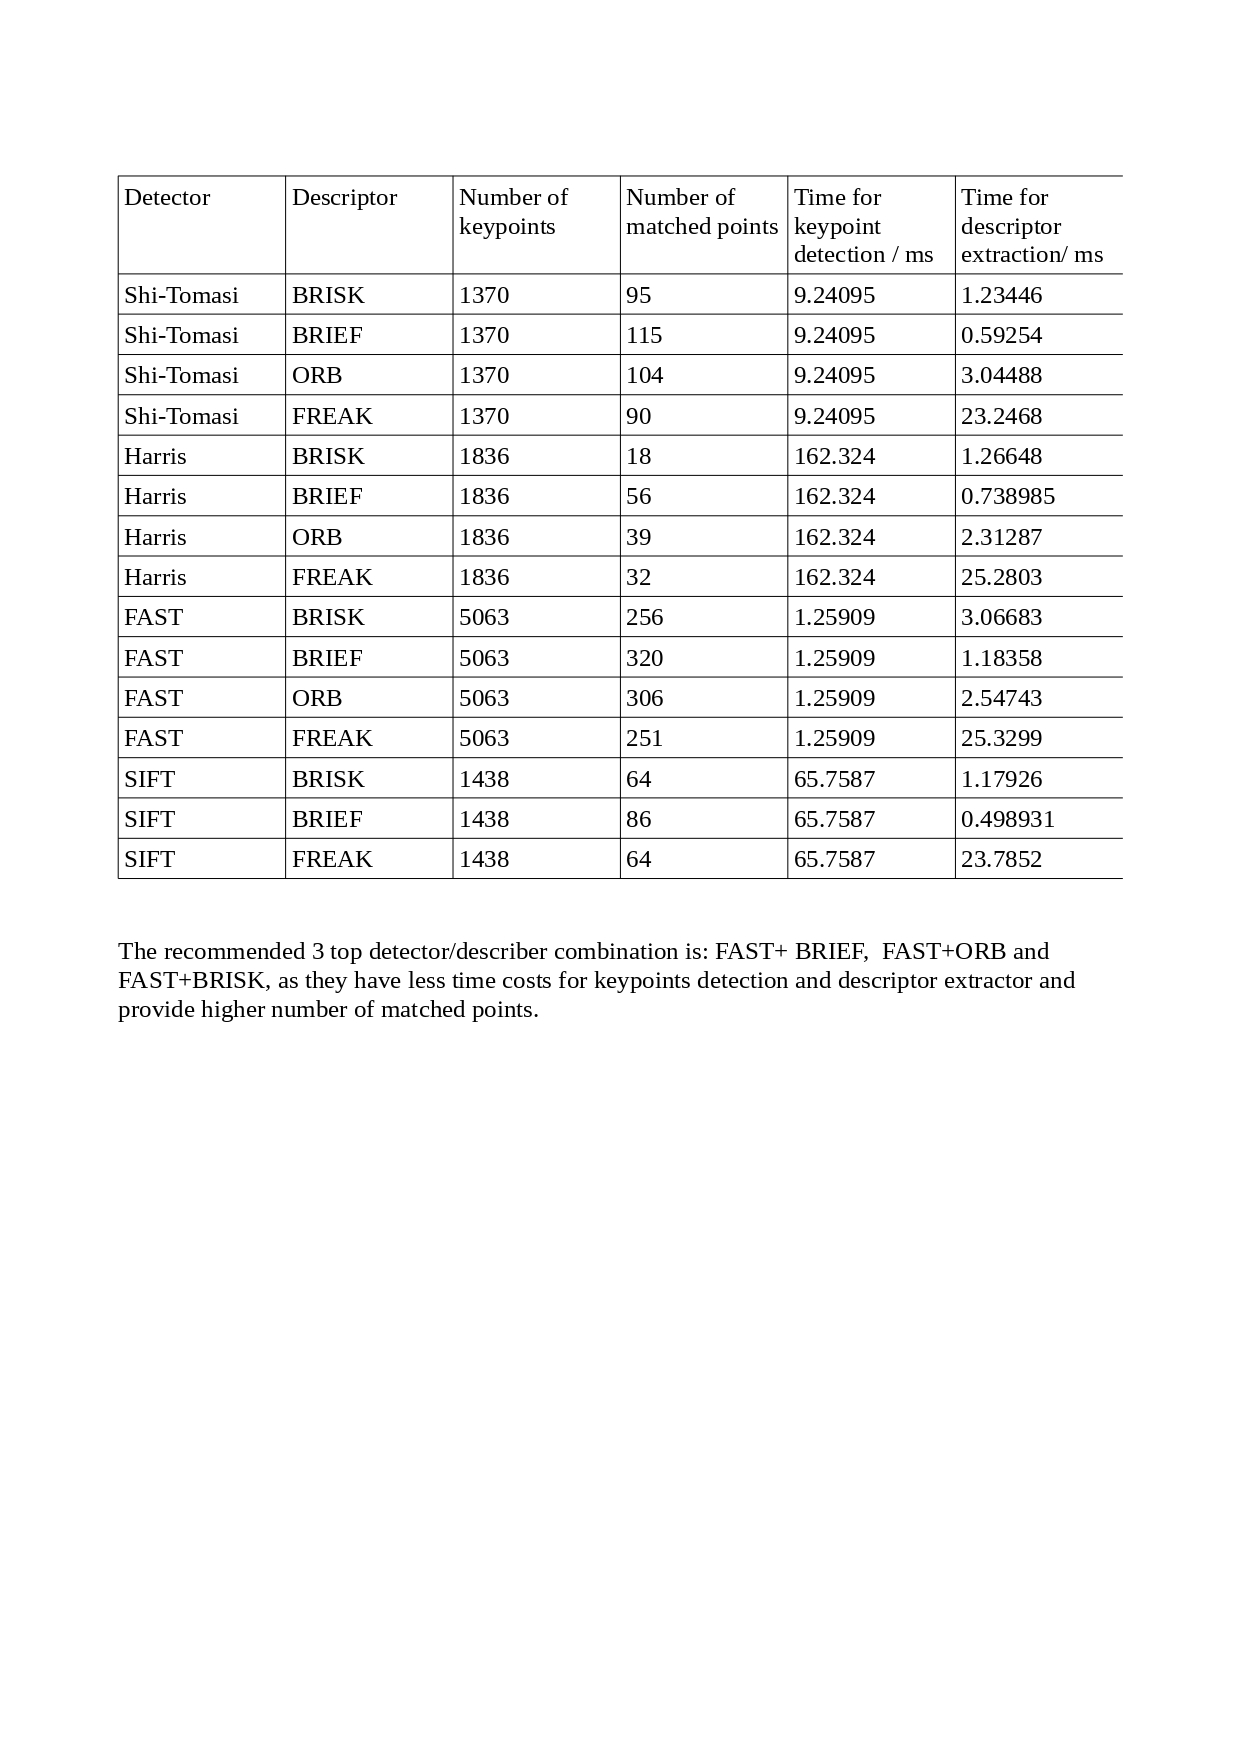 Detector Descriptor Number of keypoints Number of matched points Time for keypoint detection / ms Time for descriptor extraction/ ms
Shi-Tomasi BRISK 1370 95 9.24095 1.23446
Shi-Tomasi BRIEF 1370 115 9.24095 0.59254
Shi-Tomasi ORB 1370 104 9.24095 3.04488
Shi-Tomasi FREAK 1370 90 9.24095 23.2468
Harris BRISK 1836 18 162.324 1.26648
Harris BRIEF 1836 56 162.324 0.738985
Harris ORB 1836 39 162.324 2.31287
Harris FREAK 1836 32 162.324 25.2803
FAST BRISK 5063 256 1.25909 3.06683
FAST BRIEF 5063 320 1.25909 1.18358
FAST ORB 5063 306 1.25909 2.54743
FAST FREAK 5063 251 1.25909 25.3299
SIFT BRISK 1438 64 65.7587 1.17926
SIFT BRIEF 1438 86 65.7587 0.498931
SIFT FREAK 1438 64 65.7587 23.7852
The recommended 3 top detector/describer combination is: FAST+ BRIEF,  FAST+ORB and
FAST+BRISK, as they have less time costs for keypoints detection and descriptor extractor and
provide higher number of matched points.